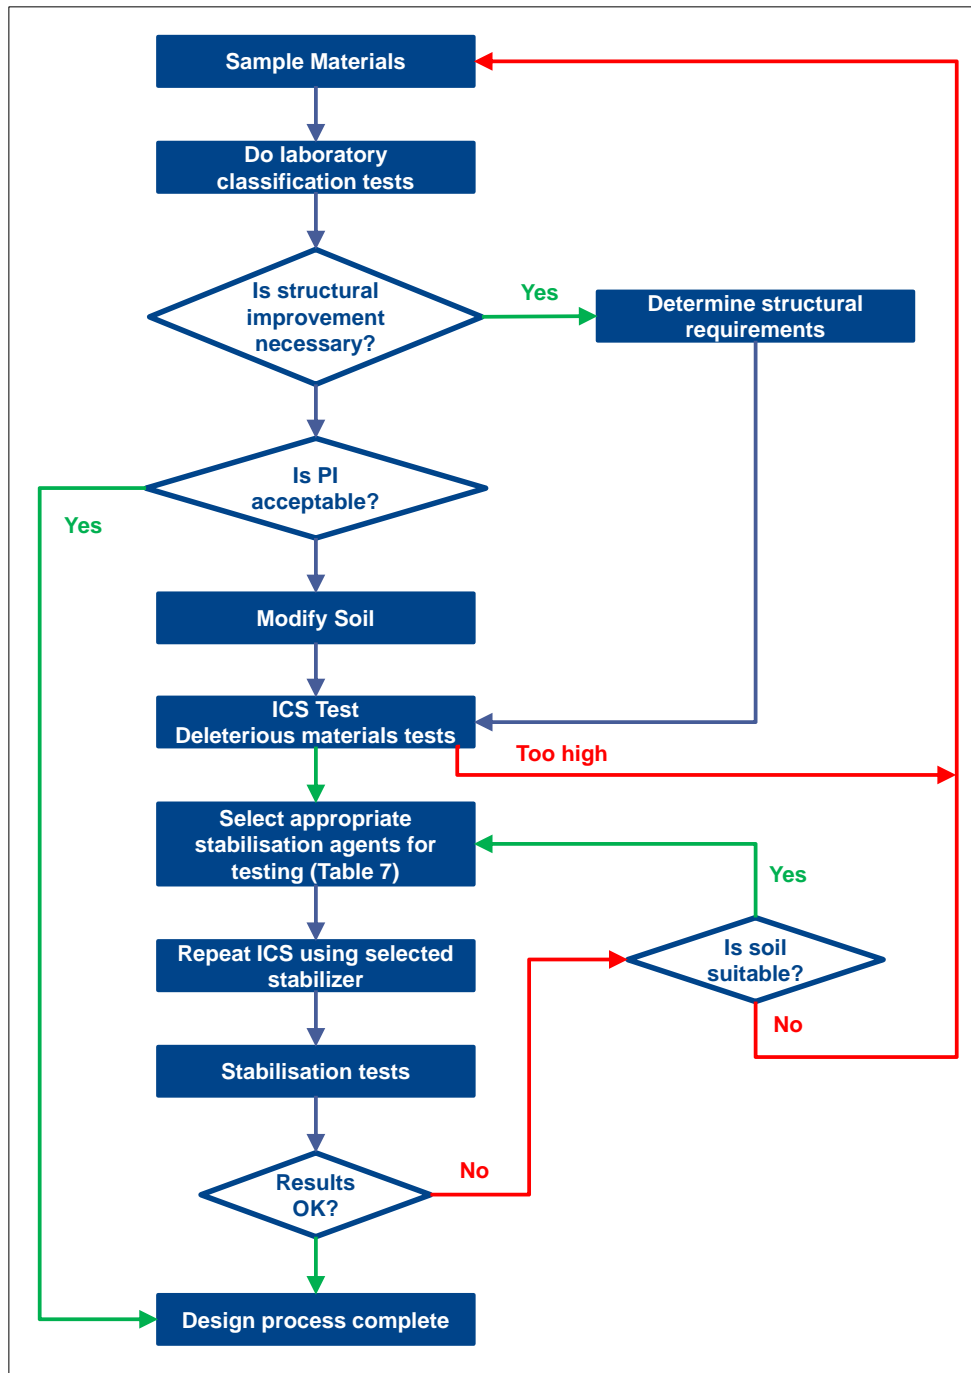 Sample Materials
Do laboratory
classification tests
Is structural
improvement
necessary?
Yes
Determine structural
requirements
Is PI
acceptable?
Yes
Modify Soil
ICS Test
Deleterious materials tests
Too high
Select appropriate
stabilisation agents for
testing (Table 7)
Yes
Repeat ICS using selected
stabilizer
Is soil
suitable?
No
Stabilisation tests
Results
OK?
No
Design process complete